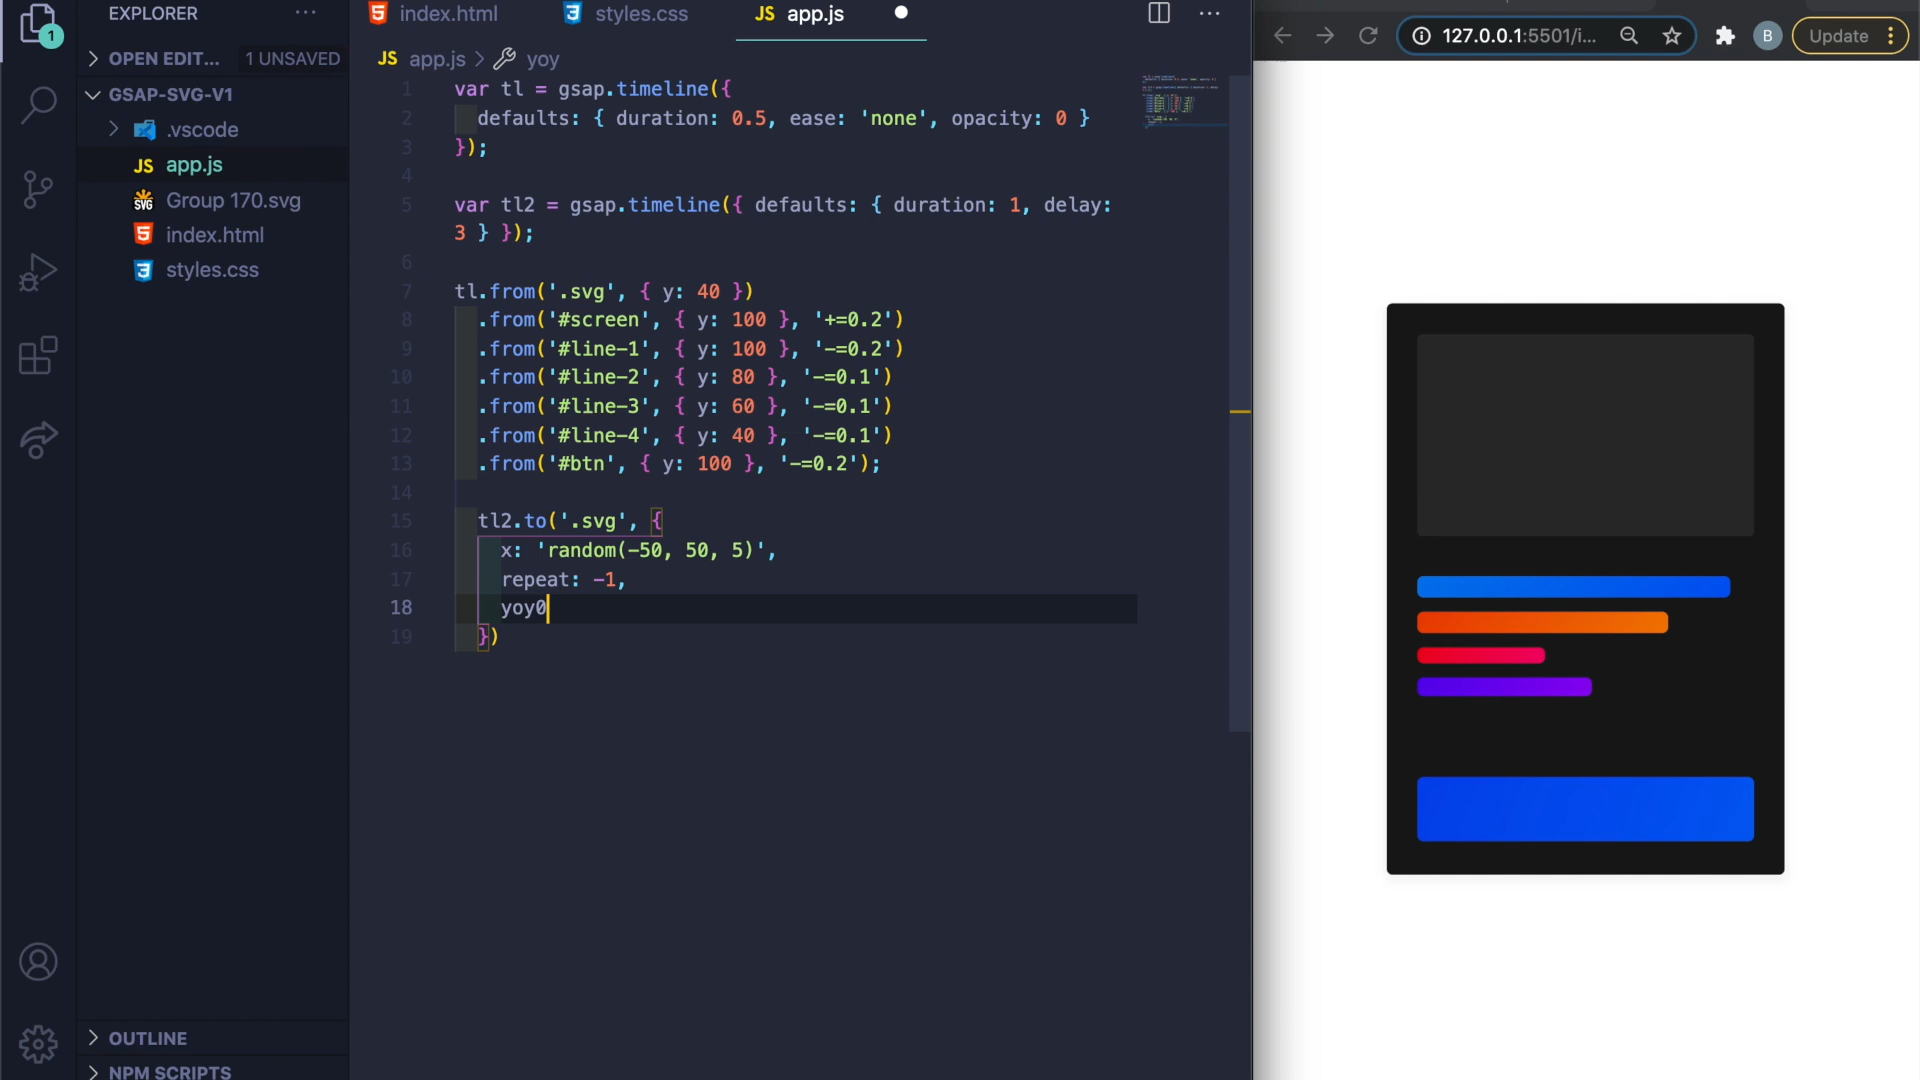 EXPLORER
1
OPEN EDIT... 1 UNSAVED
GSAP-SVG-V1
.vscode
JS app.js
SVG Group 170.svg
5 index.html
3 styles.css
OUTLINE
NPM SCRIPTS
5 index.html 3 styles.css JS app.js
JS app.js > yoy
1 var tl = gsap.timeline({
2 defaults: { duration: 0.5, ease: 'none', opacity: 0 }
3 });
4
5 var tl2 = gsap.timeline({ defaults: { duration: 1, delay:
3 } });
6
7 tl.from('.svg', { y: 40 })
8 .from('#screen', { y: 100 }, '+=0.2')
9 .from('#line-1', { y: 100 }, '-=0.2')
10 .from('#line-2', { y: 80 }, '-=0.1')
11 .from('#line-3', { y: 60 }, '-=0.1')
12 .from('#line-4', { y: 40 }, '-=0.1')
13 .from('#btn', { y: 100 }, '-=0.2');
14
15 tl2.to('.svg', {
16 x: 'random(-50, 50, 5)',
17 repeat: -1,
18 yoy0
19 })
127.0.0.1:5501/i...
B
Update